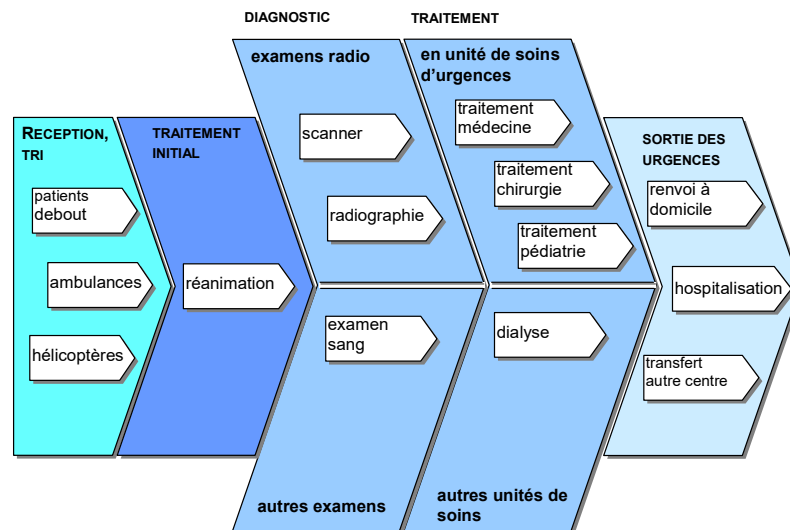 DIAGNOSTIC
TRAITEMENT
examens radio
en unité de soins
d’urgences
RECEPTION,
TRI
TRAITEMENT
INITIAL
SORTIE DES
URGENCES
patients
debout
ambulances
hélicoptères
réanimation
scanner
radiographie
examen
sang
traitement
médecine
traitement
chirurgie
traitement
pédiatrie
dialyse
renvoi à
domicile
hospitalisation
transfert
autre centre
autres examens
autres unités de
soins